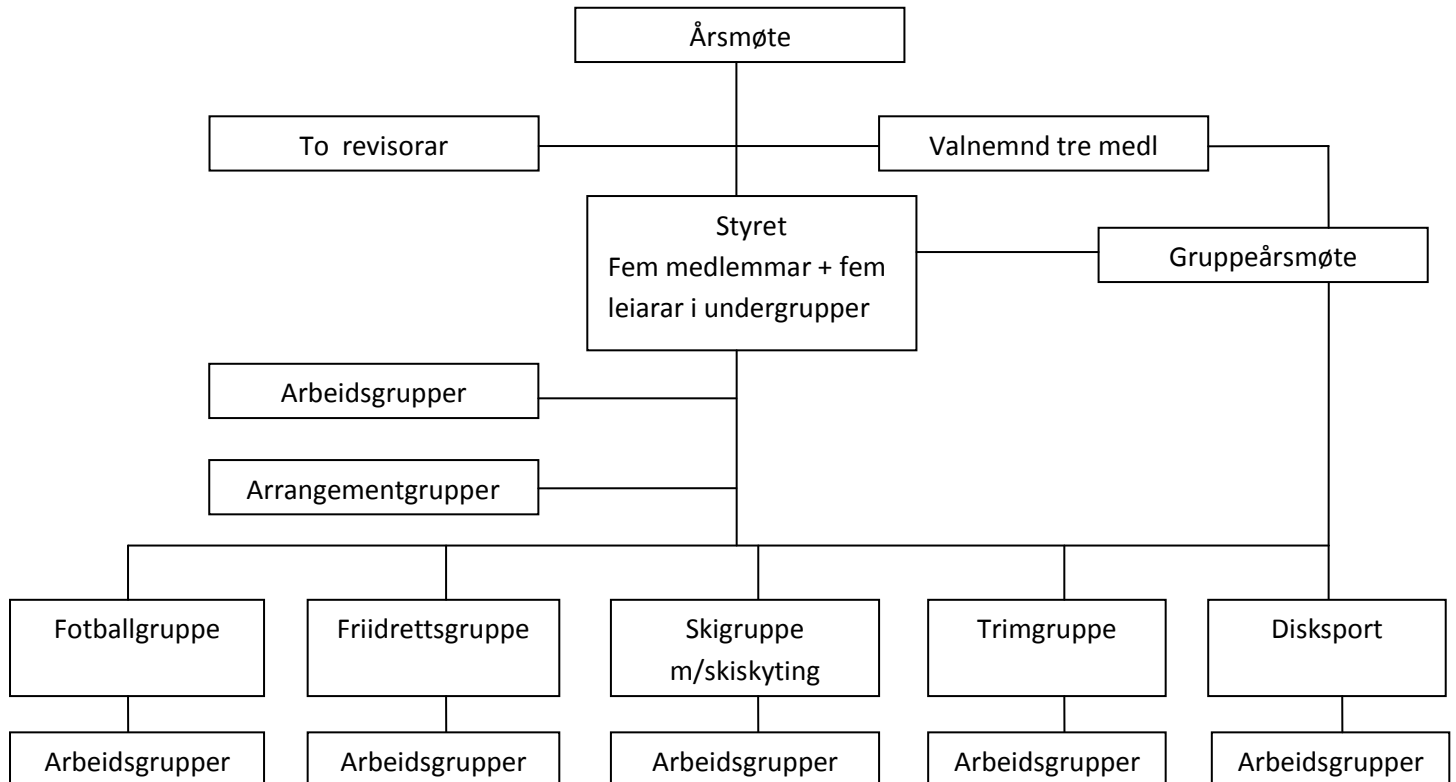 Årsmøte
To revisorar
Valnemnd tre medl
Styret
Fem medlemmar + fem
leiarar i undergrupper
Gruppeårsmøte
Arbeidsgrupper
Arrangementgrupper
Fotballgruppe
Friidrettsgruppe
Skigruppe
m/skiskyting
Trimgruppe
Disksport
Arbeidsgrupper
Arbeidsgrupper
Arbeidsgrupper
Arbeidsgrupper
Arbeidsgrupper